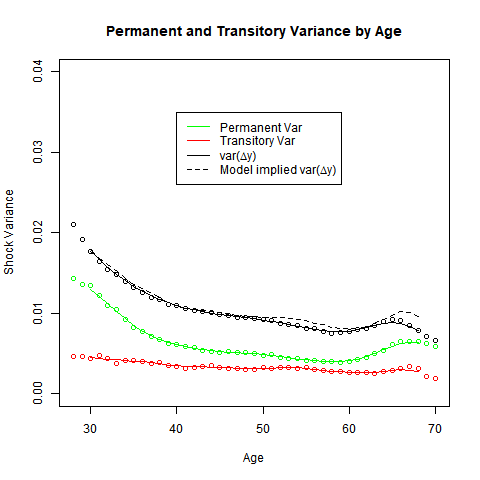 Permanent and Transitory Variance by Age
0.04
0.03
0.02
0.01
0.00
Shock Variance
Permanent Var
Transitory Var
var(Δy)
Model implied var(Δy)
30 40 50 60 70
Age